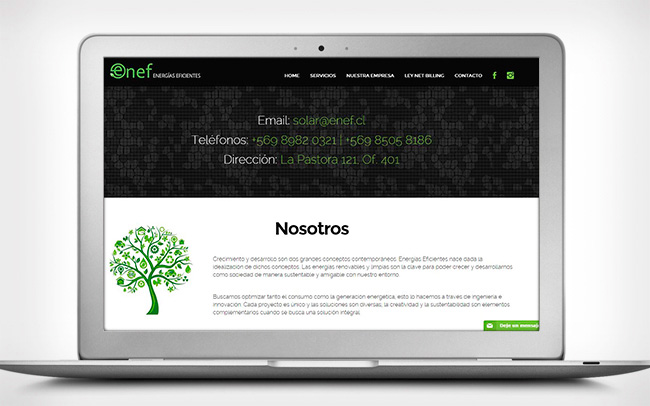 enef ENERGÍAS EFICIENTES
HOME SERVICIOS NUESTRA EMPRESA LEY NET BILLING CONTACTO f
Email: solar@enef.cl
Teléfonos: +569 8982 0321 | +569 8505 8186
Dirección: La Pastora 121, Of. 401
Nosotros
Crecimiento y desarrollo son dos grandes conceptos contemporáneos. Energías Eficientes nace dada la
idealización de dichos conceptos. Las energías renovables y limpias son la clave para poder crecer y desarrollarnos
como sociedad de manera sustentable y amigable con nuestro entorno.
Buscamos optimizar tanto el consumo como la generación energética, esto lo hacemos a través de ingeniería e
innovación. Cada proyecto es único y las soluciones son diversas, la creatividad y la sustentabilidad son elementos
complementarios cuando se busca una solución integral.
Deje un mensaje